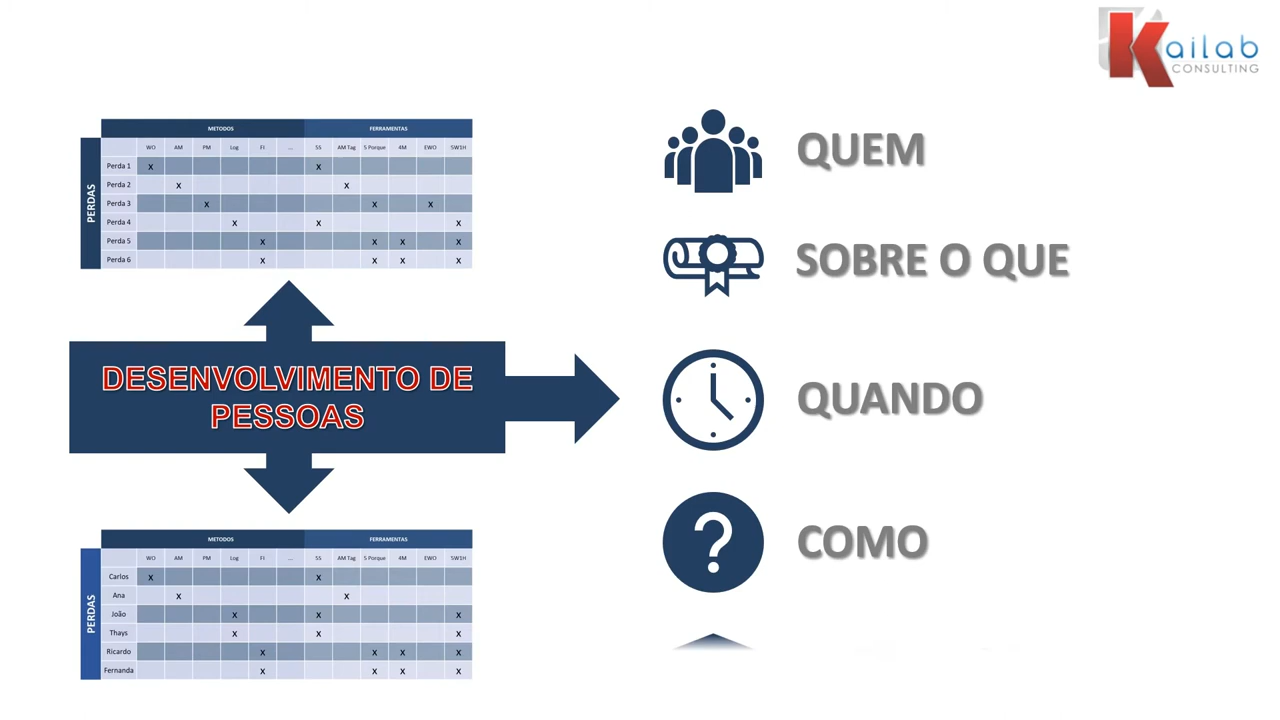 Kailab
CONSULTING
METODOS FERRAMENTAS
WO AM PM Log FI ... 5S AM Tag 5 Porque 4M EWO 5W1H
PERDAS
Perda 1 x x
Perda 2 x x
Perda 3 x x x
Perda 4 x x x
Perda 5 x x x x
Perda 6 x x x x
DESENVOLVIMENTO DE
PESSOAS
METODOS FERRAMENTAS
WO AM PM Log FI ... 5S AM Tag 5 Porque 4M EWO 5W1H
PERDAS
Carlos x x
Ana x x
João x x x
Thays x x x
Ricardo x x x x
Fernanda x x x x
QUEM
SOBRE O QUE
QUANDO
?
COMO